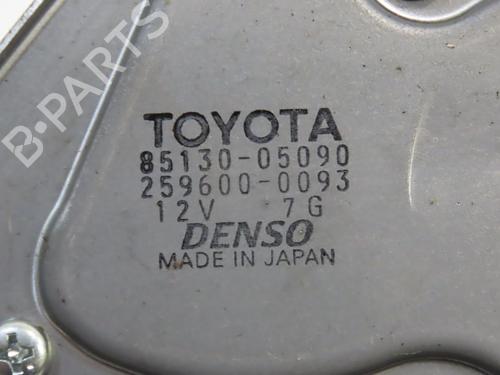 B-PARTS
TOYOTA
85130-05090
259600-0093
12V 7G
DENSO
MADE IN JAPAN